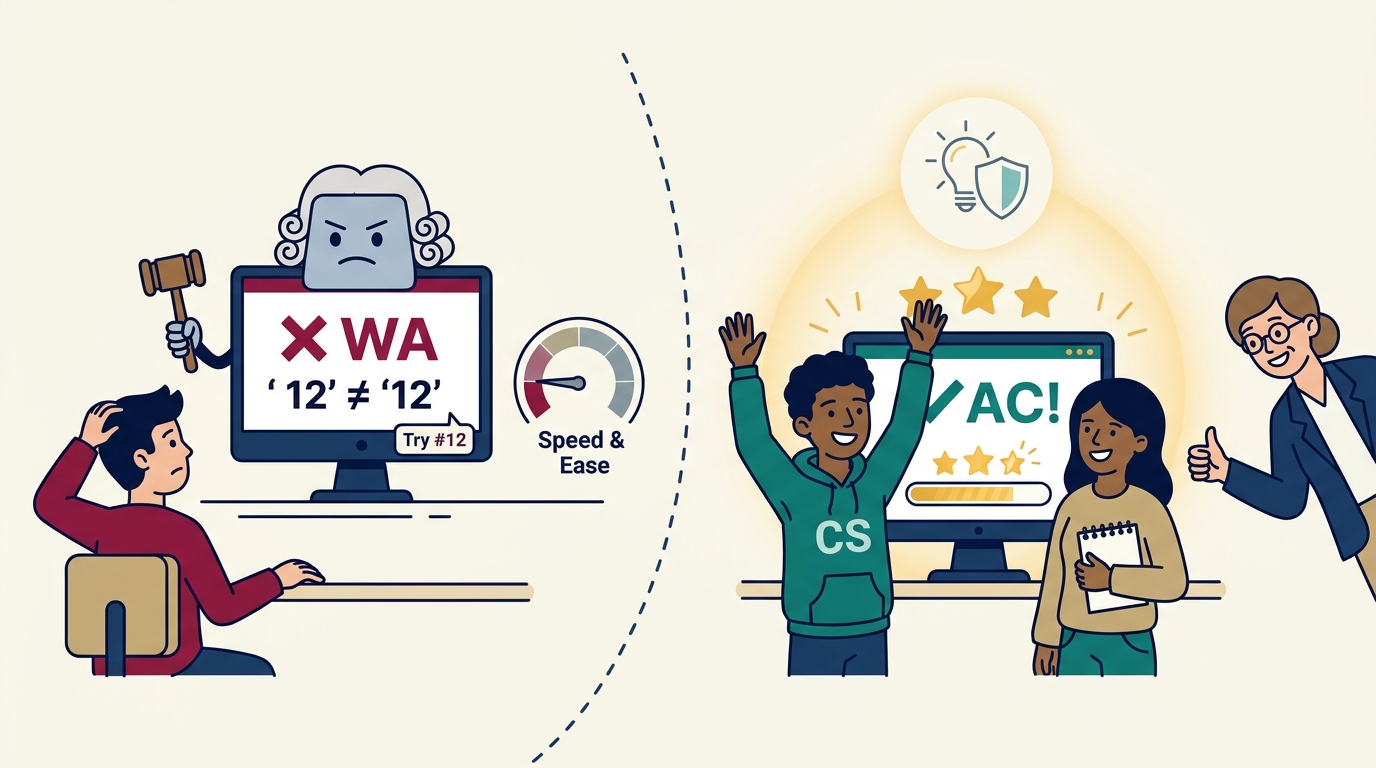 ✖ WA
‘ 12’ ≠ ‘12’
Try #12
Speed &
Ease
✔AC!
CS